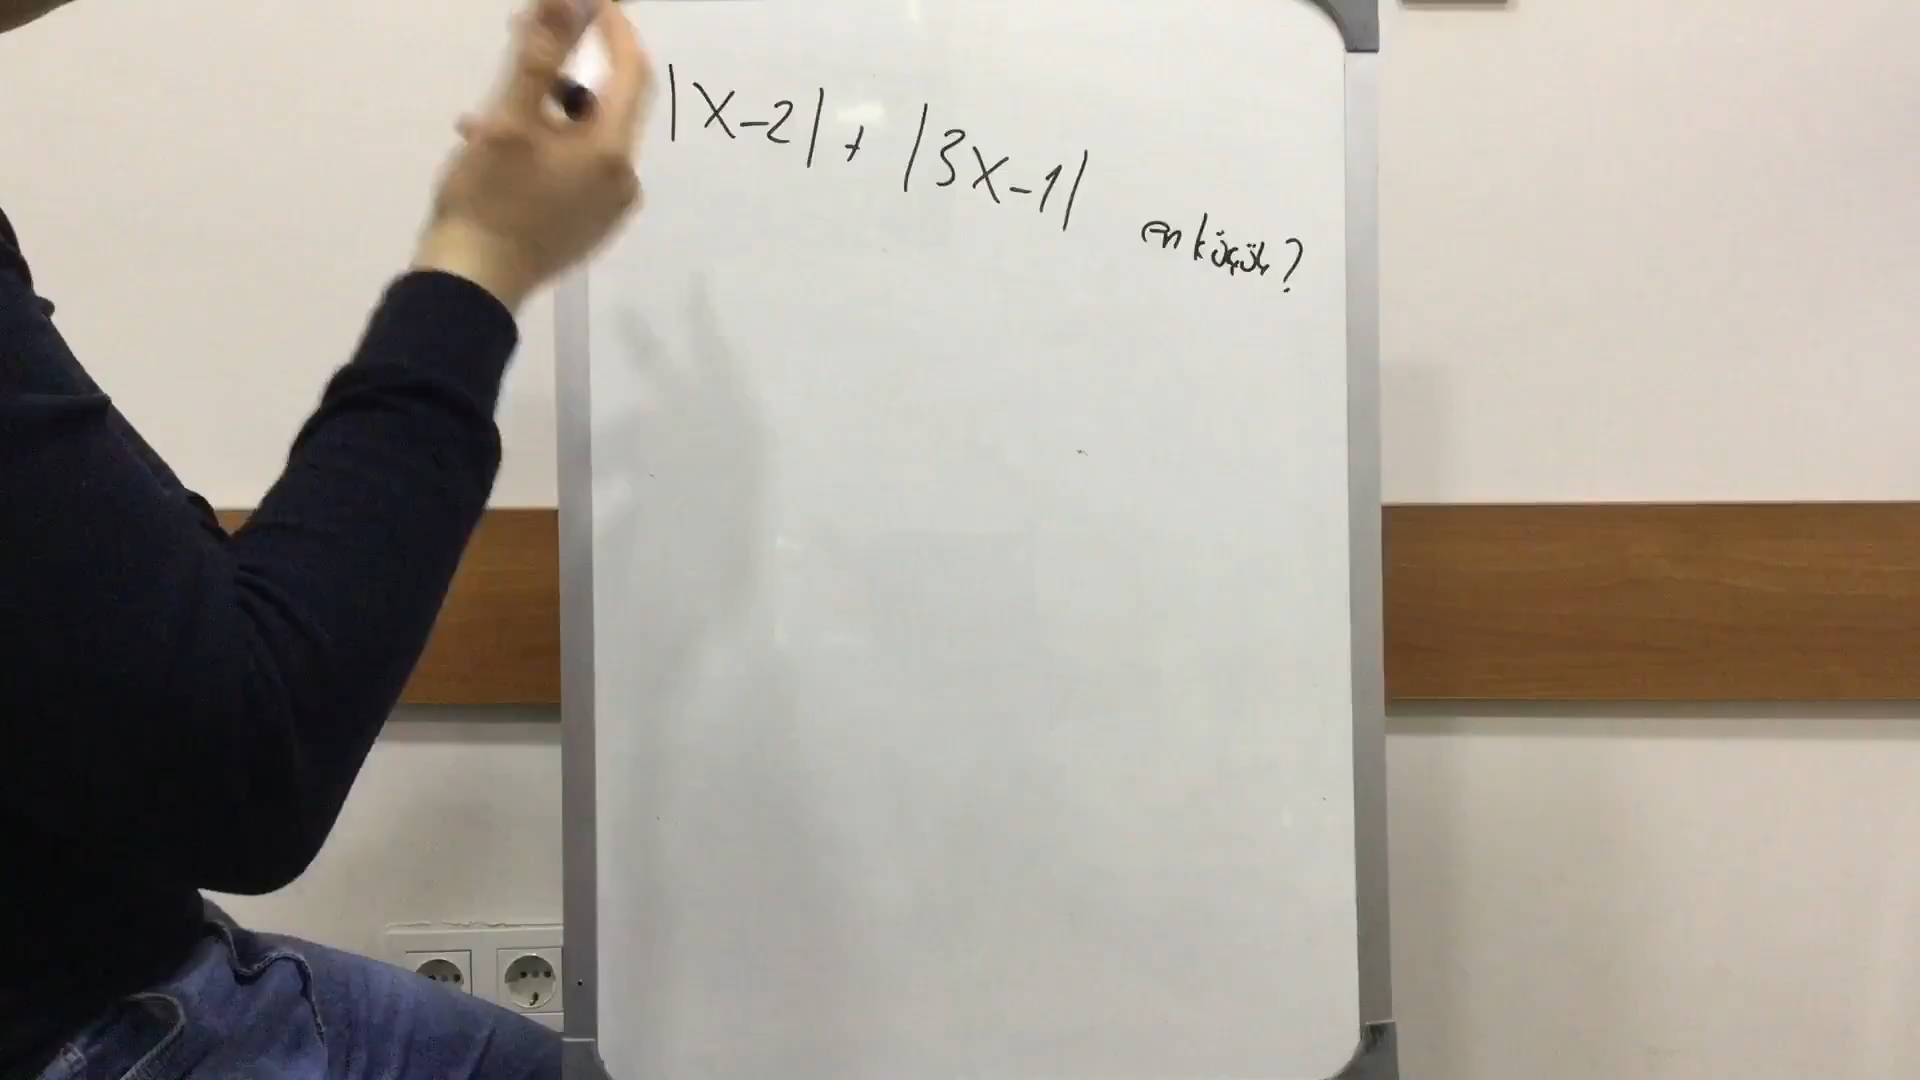 |x-2| + |3x-1| en küçük?